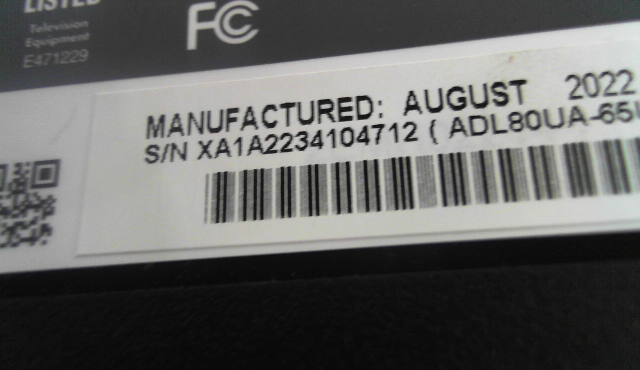 LISTED
Television
Equipment
E471229
FC
MANUFACTURED: AUGUST 2022
S/N XA1A2234104712 ( ADL80UA-65